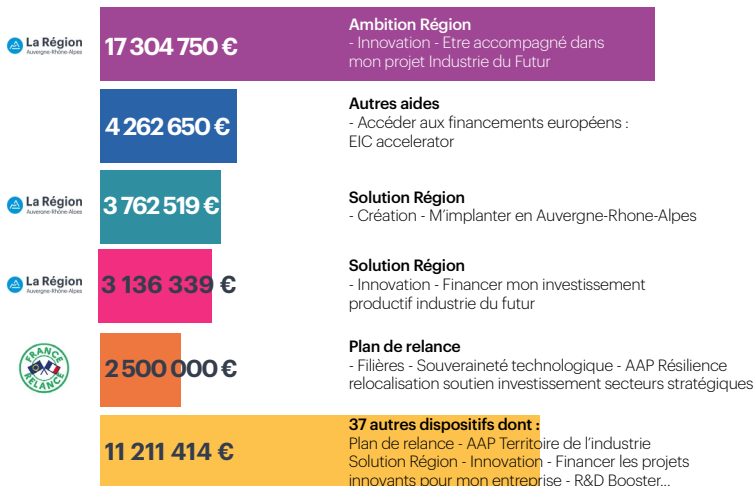 La Région
Auvergne-Rhône-Alpes
17 304 750 €
Ambition Région
- Innovation - Etre accompagné dans
mon projet Industrie du Futur
4 262 650 €
Autres aides
- Accéder aux financements européens :
EIC accelerator
La Région
Auvergne-Rhône-Alpes
3 762 519 €
Solution Région
- Création - M'implanter en Auvergne-Rhone-Alpes
La Région
Auvergne-Rhône-Alpes
3 136 339 €
Solution Région
- Innovation - Financer mon investissement
productif industrie du futur
FRANCE
RELANCE
2 500 000 €
Plan de relance
- Filières - Souveraineté technologique - AAP Résilience
relocalisation soutien investissement secteurs stratégiques
11 211 414 €
37 autres dispositifs dont :
Plan de relance - AAP Territoire de l'industrie
Solution Région - Innovation - Financer les projets
innovants pour mon entreprise - R&D Booster...